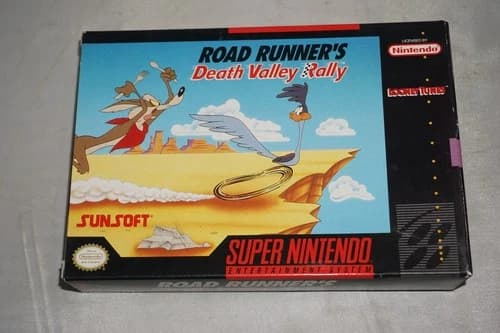 ROAD RUNNER'S
Death Valley Rally
LICENSED BY
Nintendo
LOONEY TUNES
SUNSOFT
SUPER NINTENDO
ENTERTAINMENT SYSTEM
ROAD RUNNER'S